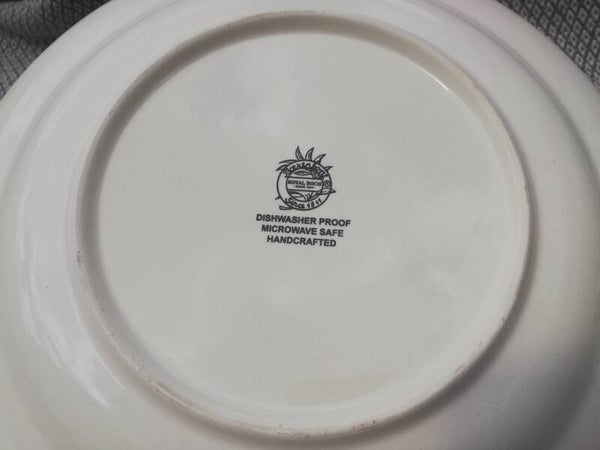 ROYAL BOCH
DISHWASHER PROOF
MICROWAVE SAFE
HANDCRAFTED